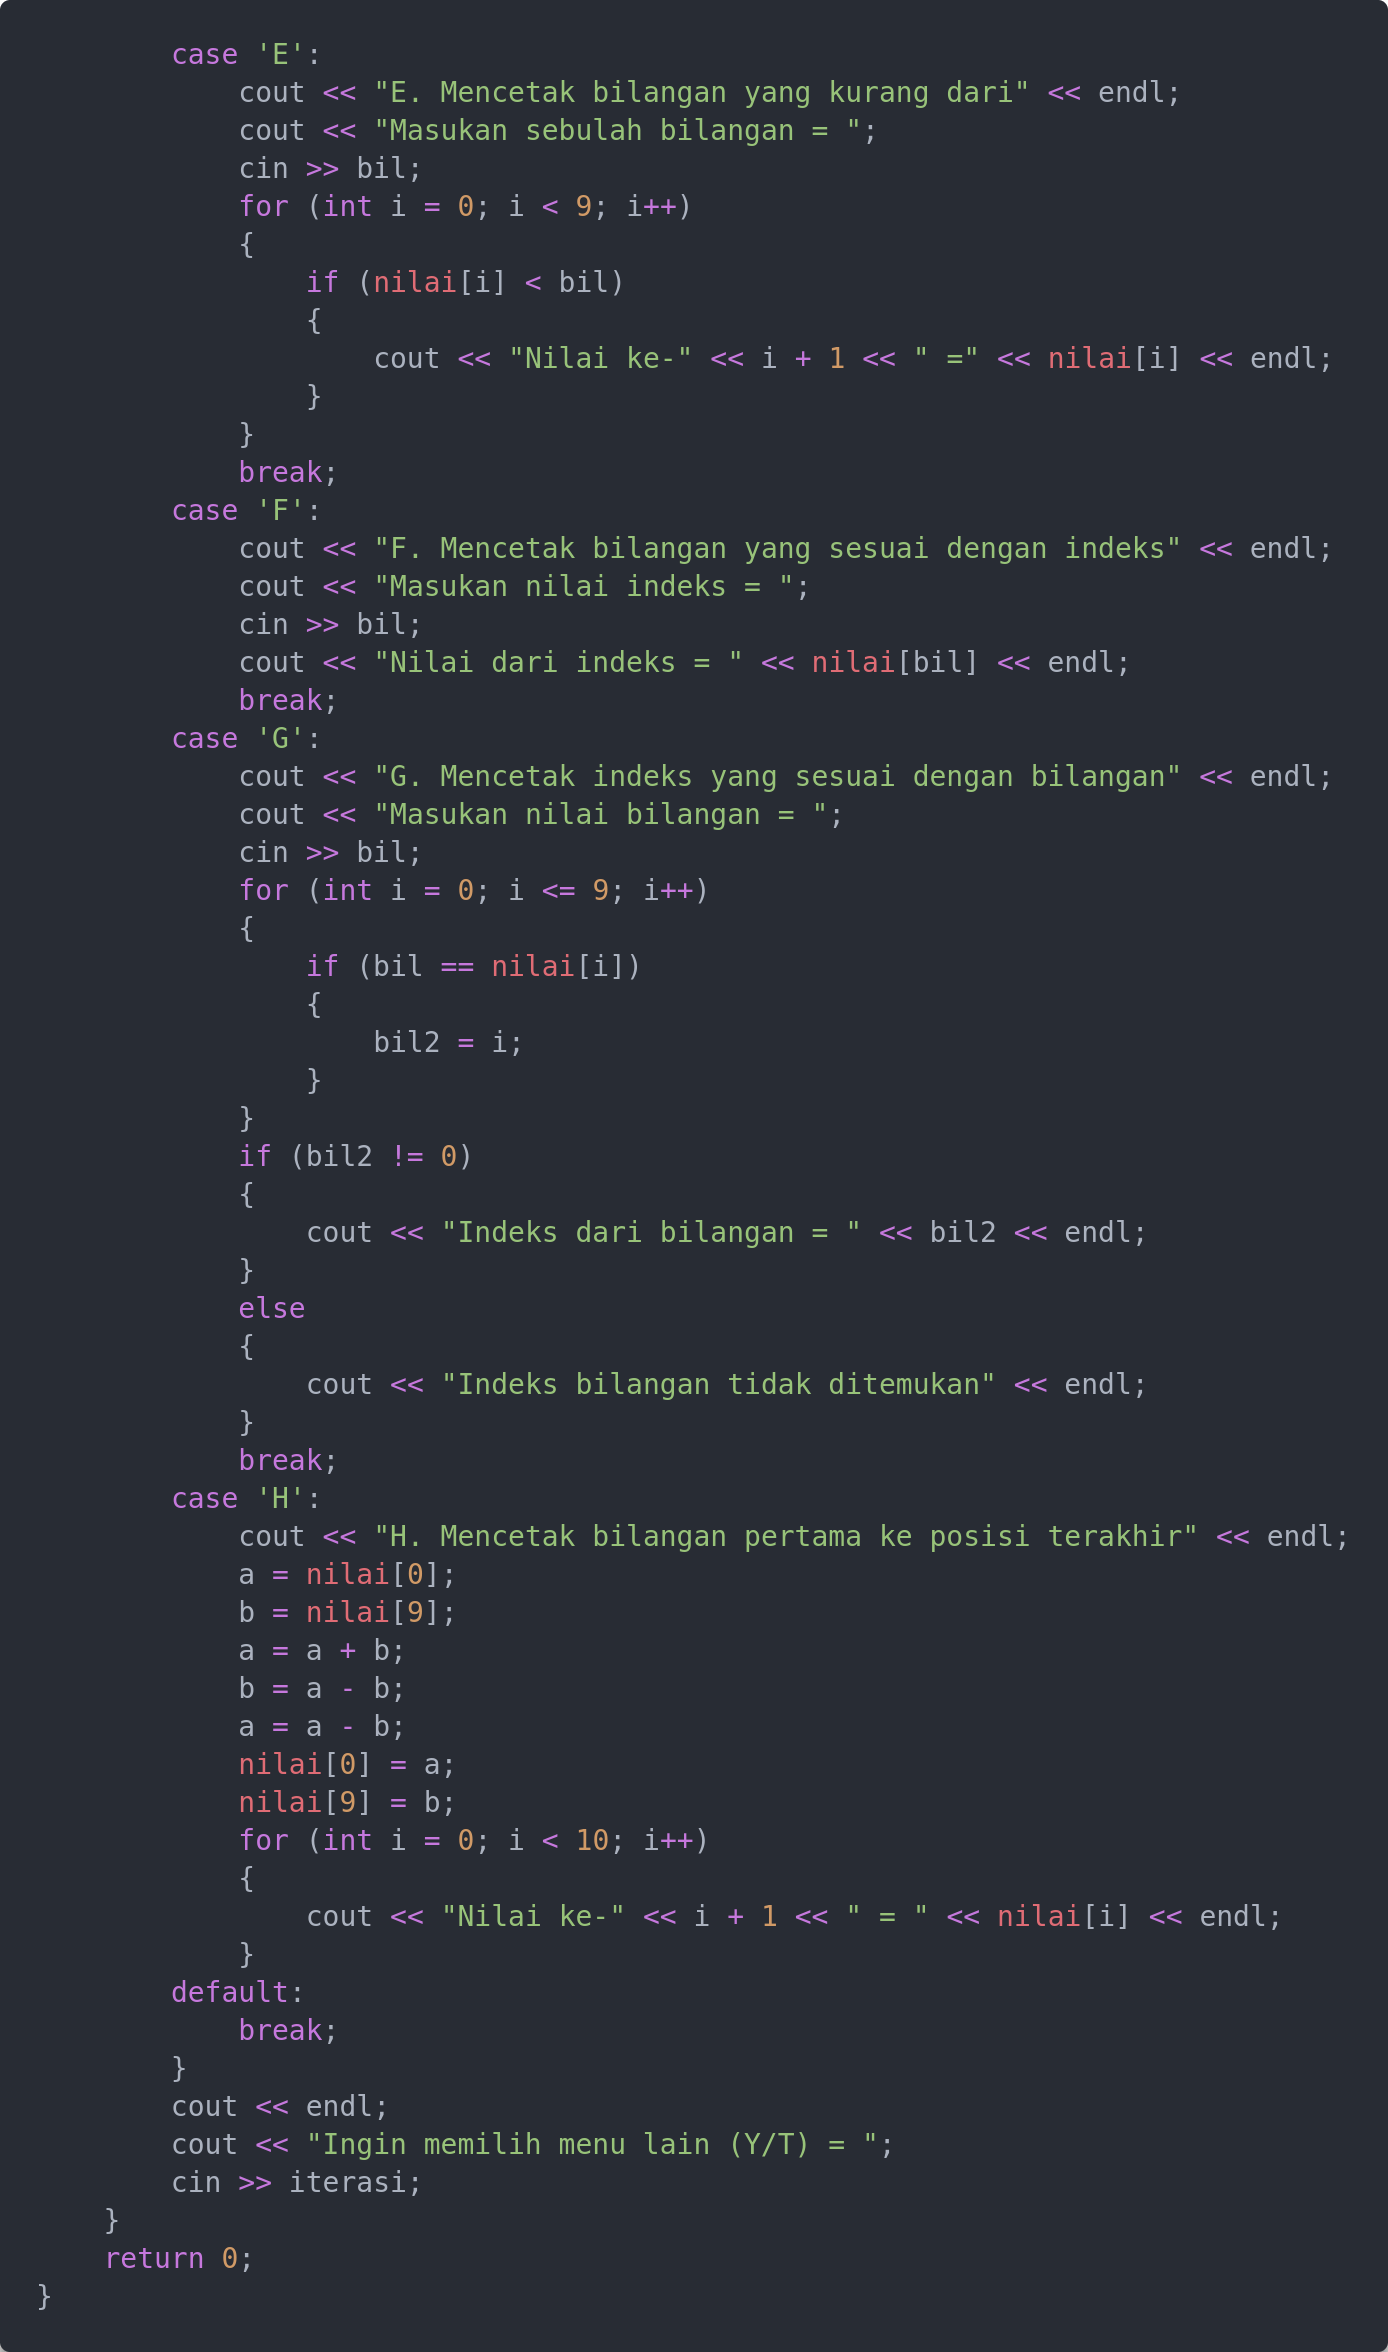 case 'E':
cout << "E. Mencetak bilangan yang kurang dari" << endl;
cout << "Masukan sebulah bilangan = ";
cin >> bil;
for (int i = 0; i < 9; i++)
{
if (nilai[i] < bil)
{
cout << "Nilai ke-" << i + 1 << " =" << nilai[i] << endl;
}
}
break;
case 'F':
cout << "F. Mencetak bilangan yang sesuai dengan indeks" << endl;
cout << "Masukan nilai indeks = ";
cin >> bil;
cout << "Nilai dari indeks = " << nilai[bil] << endl;
break;
case 'G':
cout << "G. Mencetak indeks yang sesuai dengan bilangan" << endl;
cout << "Masukan nilai bilangan = ";
cin >> bil;
for (int i = 0; i <= 9; i++)
{
if (bil == nilai[i])
{
bil2 = i;
}
}
if (bil2 != 0)
{
cout << "Indeks dari bilangan = " << bil2 << endl;
}
else
{
cout << "Indeks bilangan tidak ditemukan" << endl;
}
break;
case 'H':
cout << "H. Mencetak bilangan pertama ke posisi terakhir" << endl;
a = nilai[0];
b = nilai[9];
a = a + b;
b = a - b;
a = a - b;
nilai[0] = a;
nilai[9] = b;
for (int i = 0; i < 10; i++)
{
cout << "Nilai ke-" << i + 1 << " = " << nilai[i] << endl;
}
default:
break;
}
cout << endl;
cout << "Ingin memilih menu lain (Y/T) = ";
cin >> iterasi;
}
return 0;
}